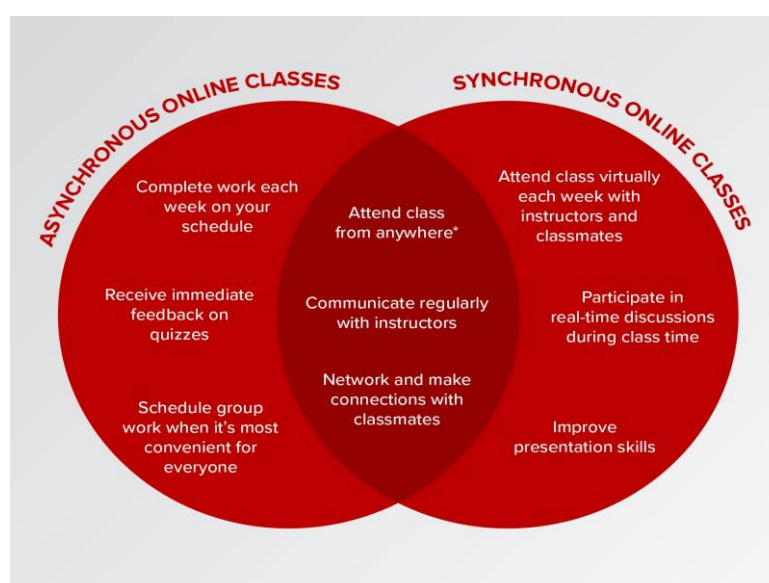 ASYNCHRONOUS ONLINE CLASSES
SYNCHRONOUS ONLINE CLASSES
Complete work each
week on your
schedule
Receive immediate
feedback on
quizzes
Schedule group
work when it's most
convenient for
everyone
Attend class
from anywhere*
Communicate regularly
with instructors
Network and make
connections with
classmates
Attend class virtually
each week with
instructors and
classmates
Participate in
real-time discussions
during class time
Improve
presentation skills